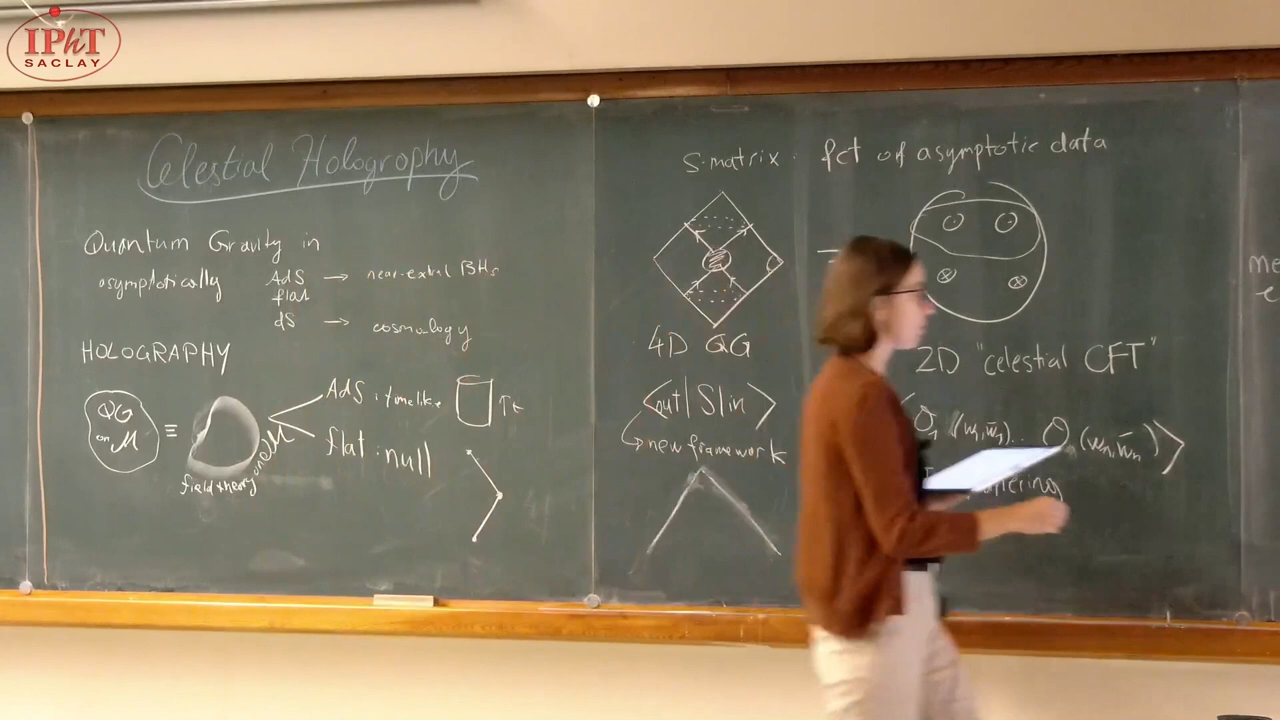 IPhT
SACLAY
Celestial Holography
Quantum Gravity in
asymptotically
AdS → near-extral BHs
flat
dS → cosmology
HOLOGRAPHY
QG
on M
≡
field theory
on ∂M
AdS : timelike
↑t
flat : null
S-matrix : fct of asymptotic data
4D QG
=
2D "celestial CFT"
<out|S|in>
O₁ (w₁,w̄₁)... O (wₙ,w̄ₙ)>
new framework